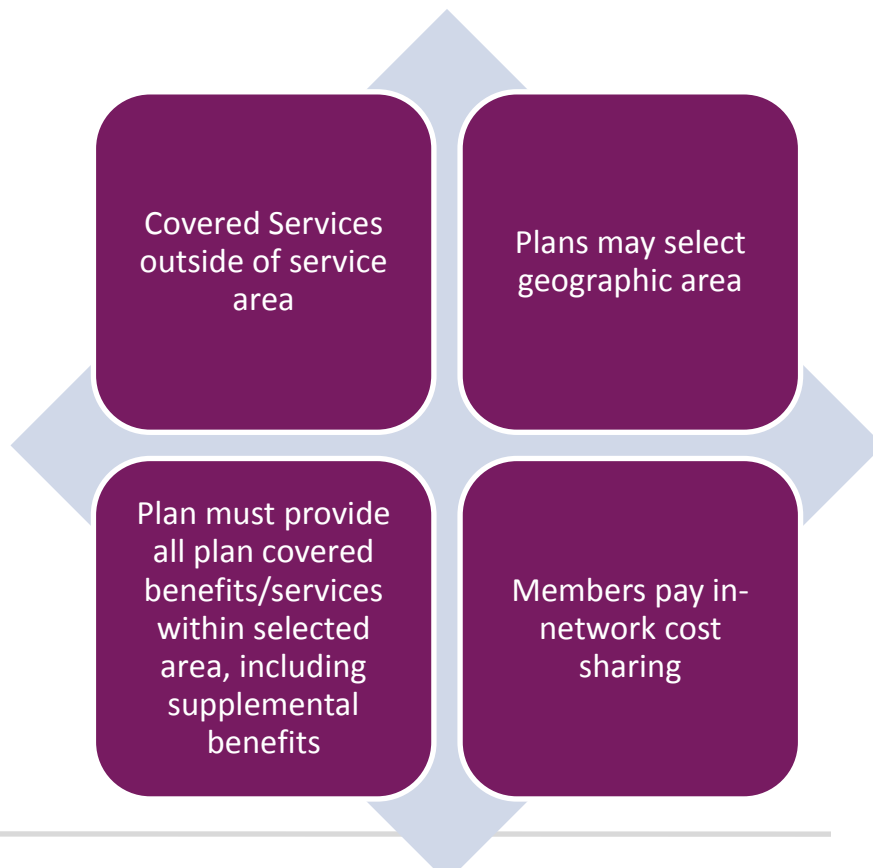 Covered Services
outside of service
area
Plans may select
geographic area
Plan must provide
all plan covered
benefits/services
within selected
area, including
supplemental
benefits
Members pay in-
network cost
sharing